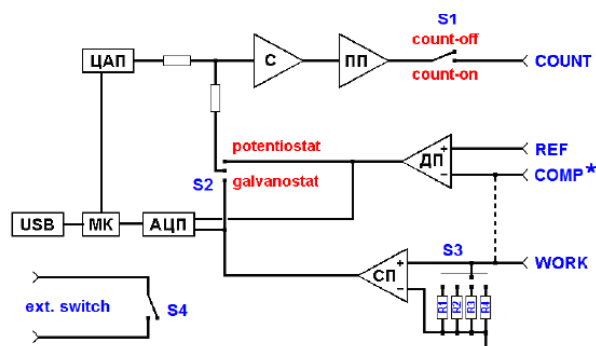 S1
count-off
ЦАП
С
ПП
COUNT
count-on
potentiostat
ДП
+
−
REF
COMP*
S2
galvanostat
USB
МК
АЦП
S3
WORK
СП
+
−
ext. switch
S4
R1
R2
R3
R4